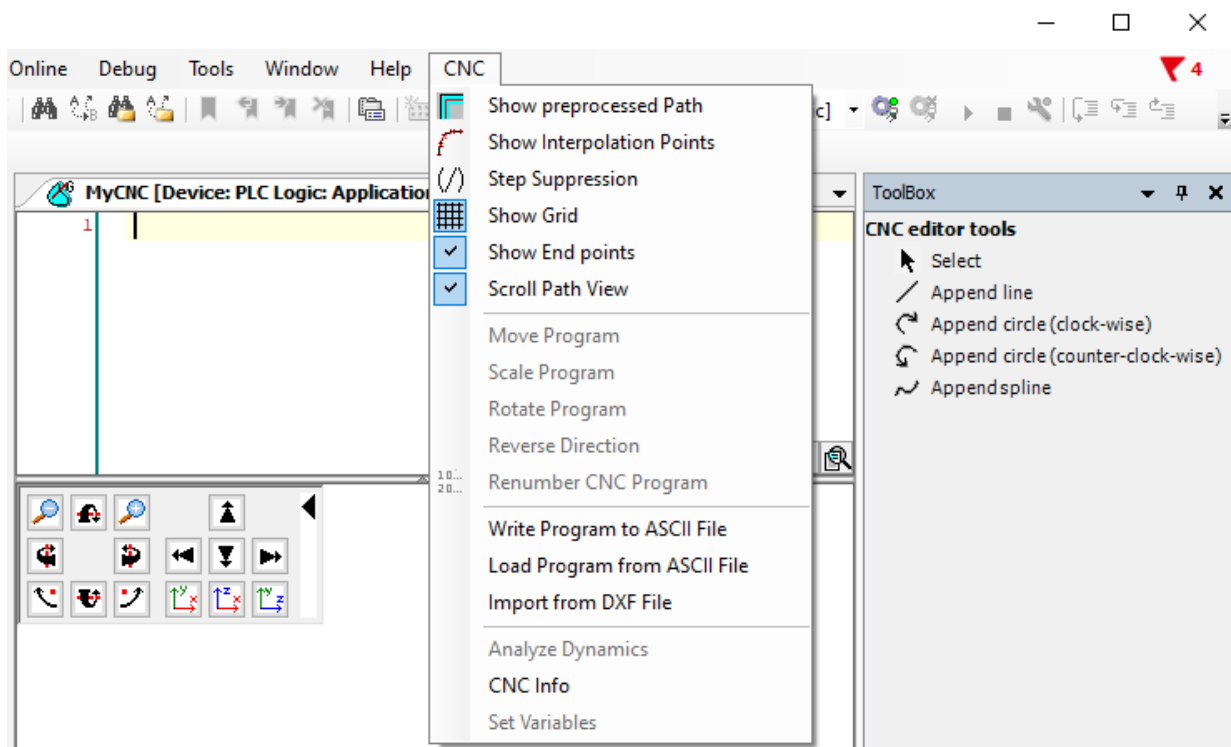 Online Debug Tools Window Help CNC
4
c]
MyCNC [Device: PLC Logic: Application
1
Show preprocessed Path
Show Interpolation Points
Step Suppression
Show Grid
Show End points
Scroll Path View
Move Program
Scale Program
Rotate Program
Reverse Direction
10...
20...
Renumber CNC Program
Write Program to ASCII File
Load Program from ASCII File
Import from DXF File
Analyze Dynamics
CNC Info
Set Variables
ToolBox
CNC editor tools
Select
Append line
Append circle (clock-wise)
Append circle (counter-clock-wise)
Append spline
y x
z x
y z